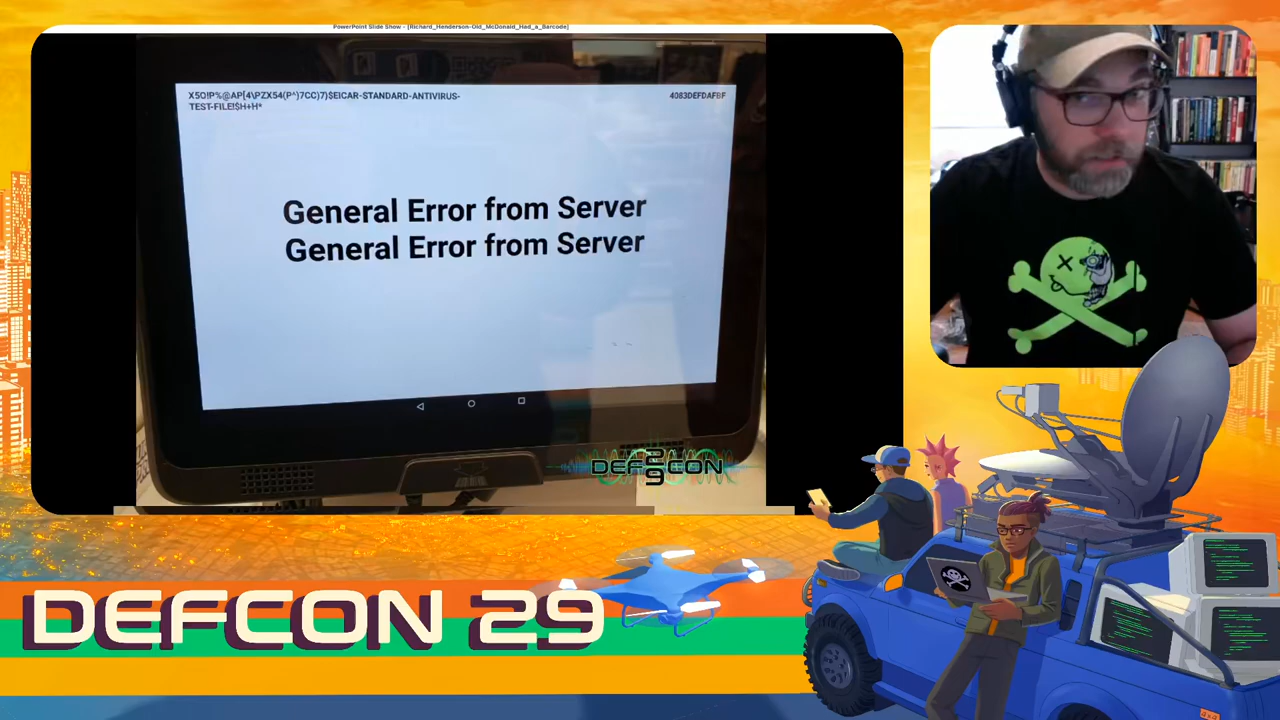 PowerPoint Slide Show - [Richard_Henderson-Old_McDonald_Had_a_Barcode]
X5O!P%@AP[4\PZX54(P^)7CC)7}$EICAR-STANDARD-ANTIVIRUS-
TEST-FILE!$H+H*
4083DEFDAFBF
General Error from Server
General Error from Server
DEF CON
29
DEFCON 29